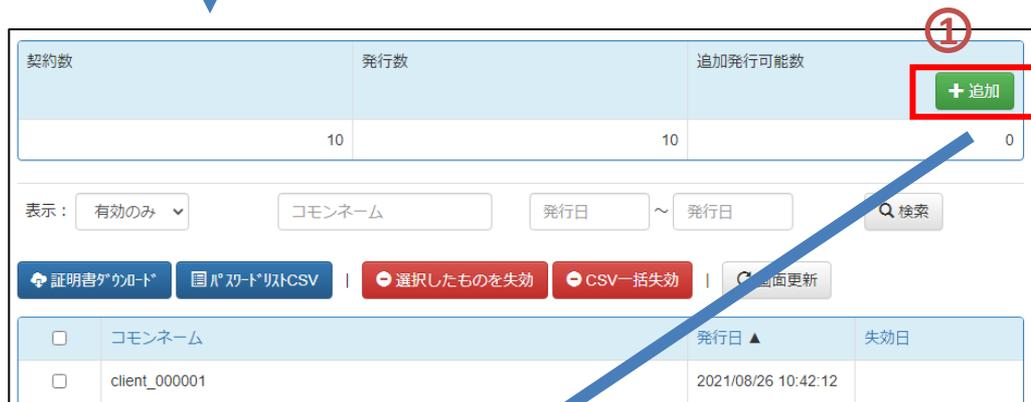 ①
契約数 発行数 追加発行可能数
追加
10 10 0
表示： 有効のみ コモンネーム 発行日 ～ 発行日 検索
証明書ﾀﾞｳﾝﾛｰﾄﾞ ﾊﾟｽﾜｰﾄﾞﾘｽﾄCSV | 選択したものを失効 CSV一括失効 | 画面更新
コモンネーム 発行日 ▲ 失効日
client_000001 2021/08/26 10:42:12